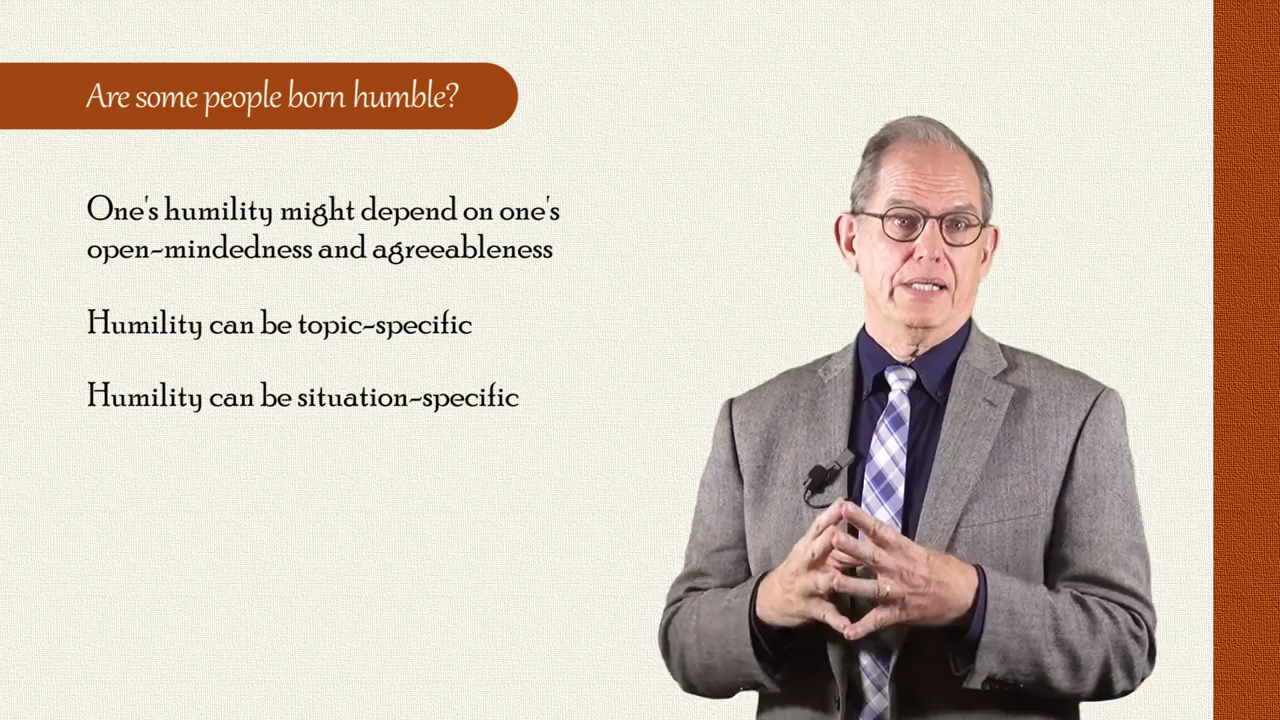 Are some people born humble?
One's humility might depend on one's
open-mindedness and agreeableness
Humility can be topic-specific
Humility can be situation-specific